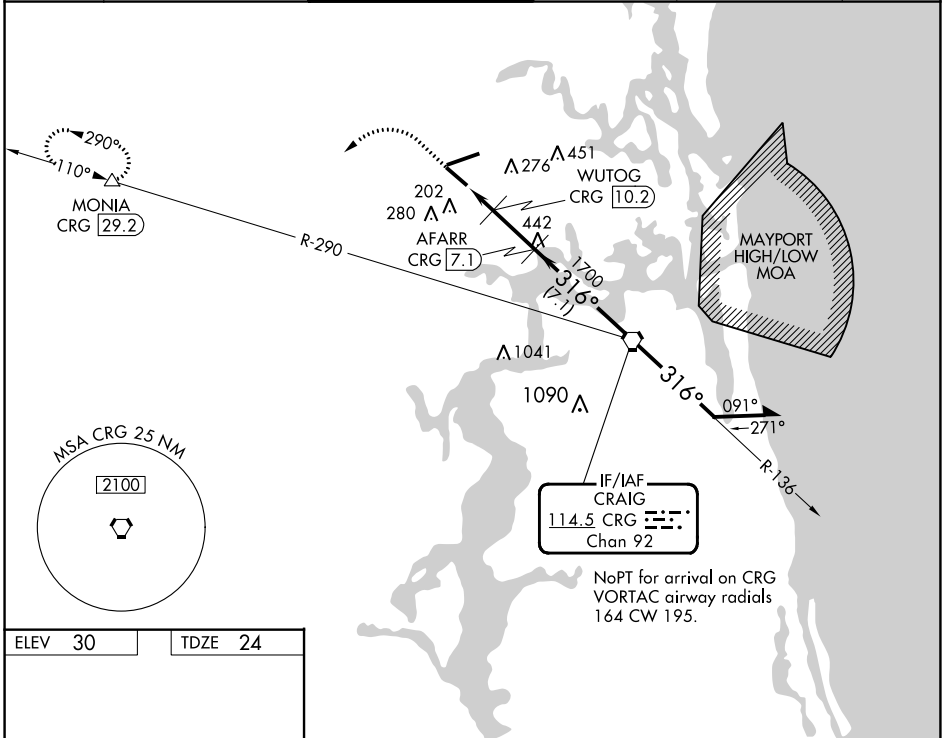 290°
110°
MONIA
CRG 29.2
R-290
276
451
WUTOG
CRG 10.2
202
280
442
AFARR
CRG 7.1
1700
316°
(7.1)
MAYPORT
HIGH/LOW
MOA
1041
1090
316°
091°
271°
R-136
MSA CRG 25 NM
2100
IF/IAF
CRAIG
114.5 CRG
Chan 92
NoPT for arrival on CRG
VORTAC airway radials
164 CW 195.
ELEV 30
TDZE 24